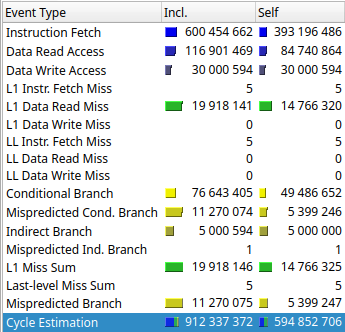 Event Type Incl. Self
Instruction Fetch 600 454 662 393 196 486
Data Read Access 116 901 469 84 740 864
Data Write Access 30 000 594 30 000 594
L1 Instr. Fetch Miss 5 5
L1 Data Read Miss 19 918 141 14 766 320
L1 Data Write Miss 0 0
LL Instr. Fetch Miss 5 5
LL Data Read Miss 0 0
LL Data Write Miss 0 0
Conditional Branch 76 643 405 49 486 652
Mispredicted Cond. Branch 11 270 074 5 399 246
Indirect Branch 5 000 594 5 000 000
Mispredicted Ind. Branch 1 1
L1 Miss Sum 19 918 146 14 766 325
Last-level Miss Sum 5 5
Mispredicted Branch 11 270 075 5 399 247
Cycle Estimation 912 337 372 594 852 706